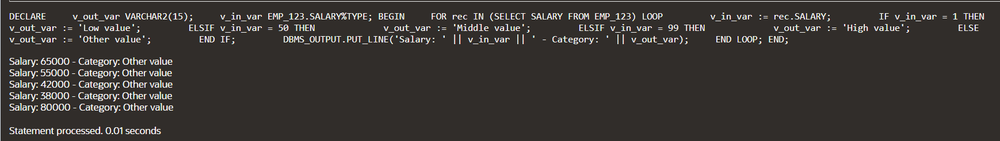 DECLARE     v_out_var VARCHAR2(15);     v_in_var EMP_123.SALARY%TYPE; BEGIN     FOR rec IN (SELECT SALARY FROM EMP_123) LOOP         v_in_var := rec.SALARY;         IF v_in_var = 1 THEN
v_out_var := 'Low value';         ELSIF v_in_var = 50 THEN             v_out_var := 'Middle value';         ELSIF v_in_var = 99 THEN             v_out_var := 'High value';         ELSE
v_out_var := 'Other value';         END IF;         DBMS_OUTPUT.PUT_LINE('Salary: ' || v_in_var || ' - Category: ' || v_out_var);     END LOOP; END;
Salary: 65000 - Category: Other value
Salary: 55000 - Category: Other value
Salary: 42000 - Category: Other value
Salary: 38000 - Category: Other value
Salary: 80000 - Category: Other value
Statement processed. 0.01 seconds